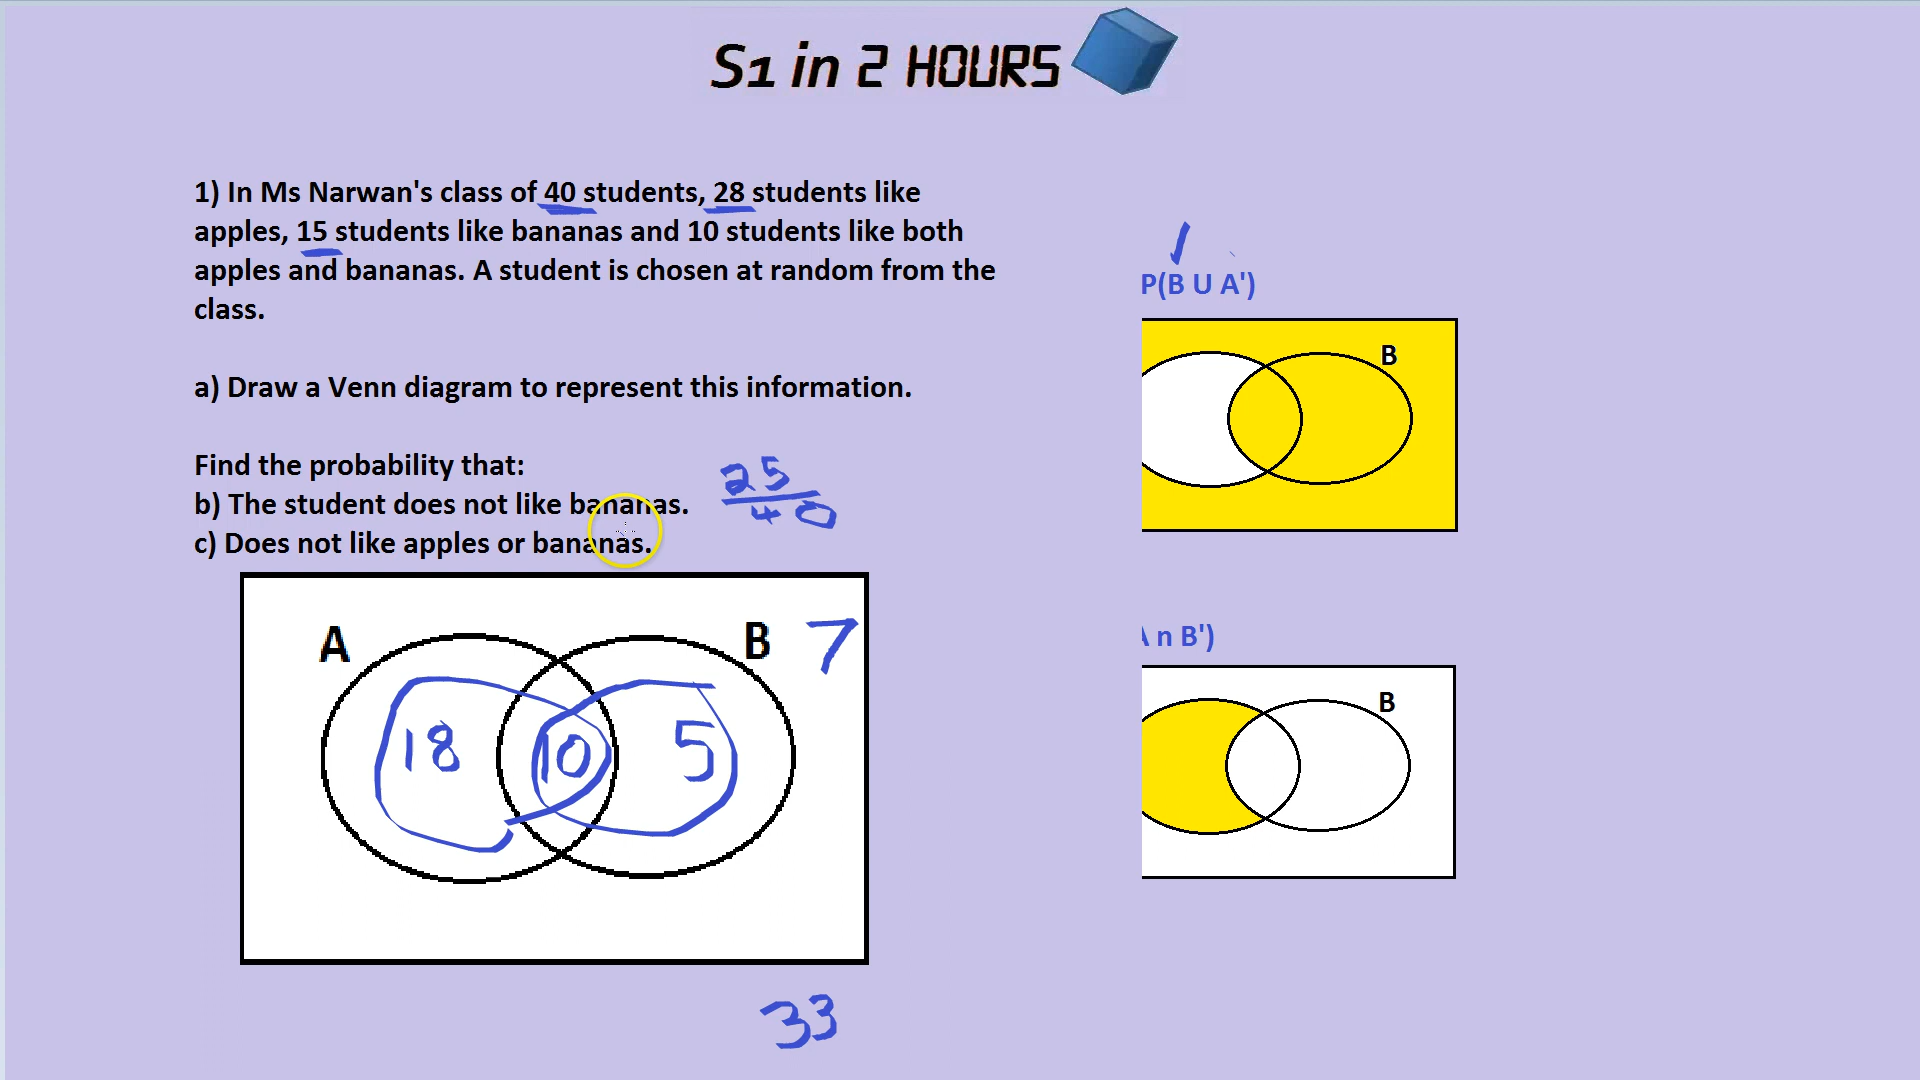 S1 in 2 HOURS
1) In Ms Narwan's class of 40 students, 28 students like
apples, 15 students like bananas and 10 students like both
apples and bananas. A student is chosen at random from the
class.
a) Draw a Venn diagram to represent this information.
Find the probability that:
b) The student does not like bananas.
25
40
c) Does not like apples or bananas.
A
B
7
18
10
5
33
P(B U A')
B
A n B')
B